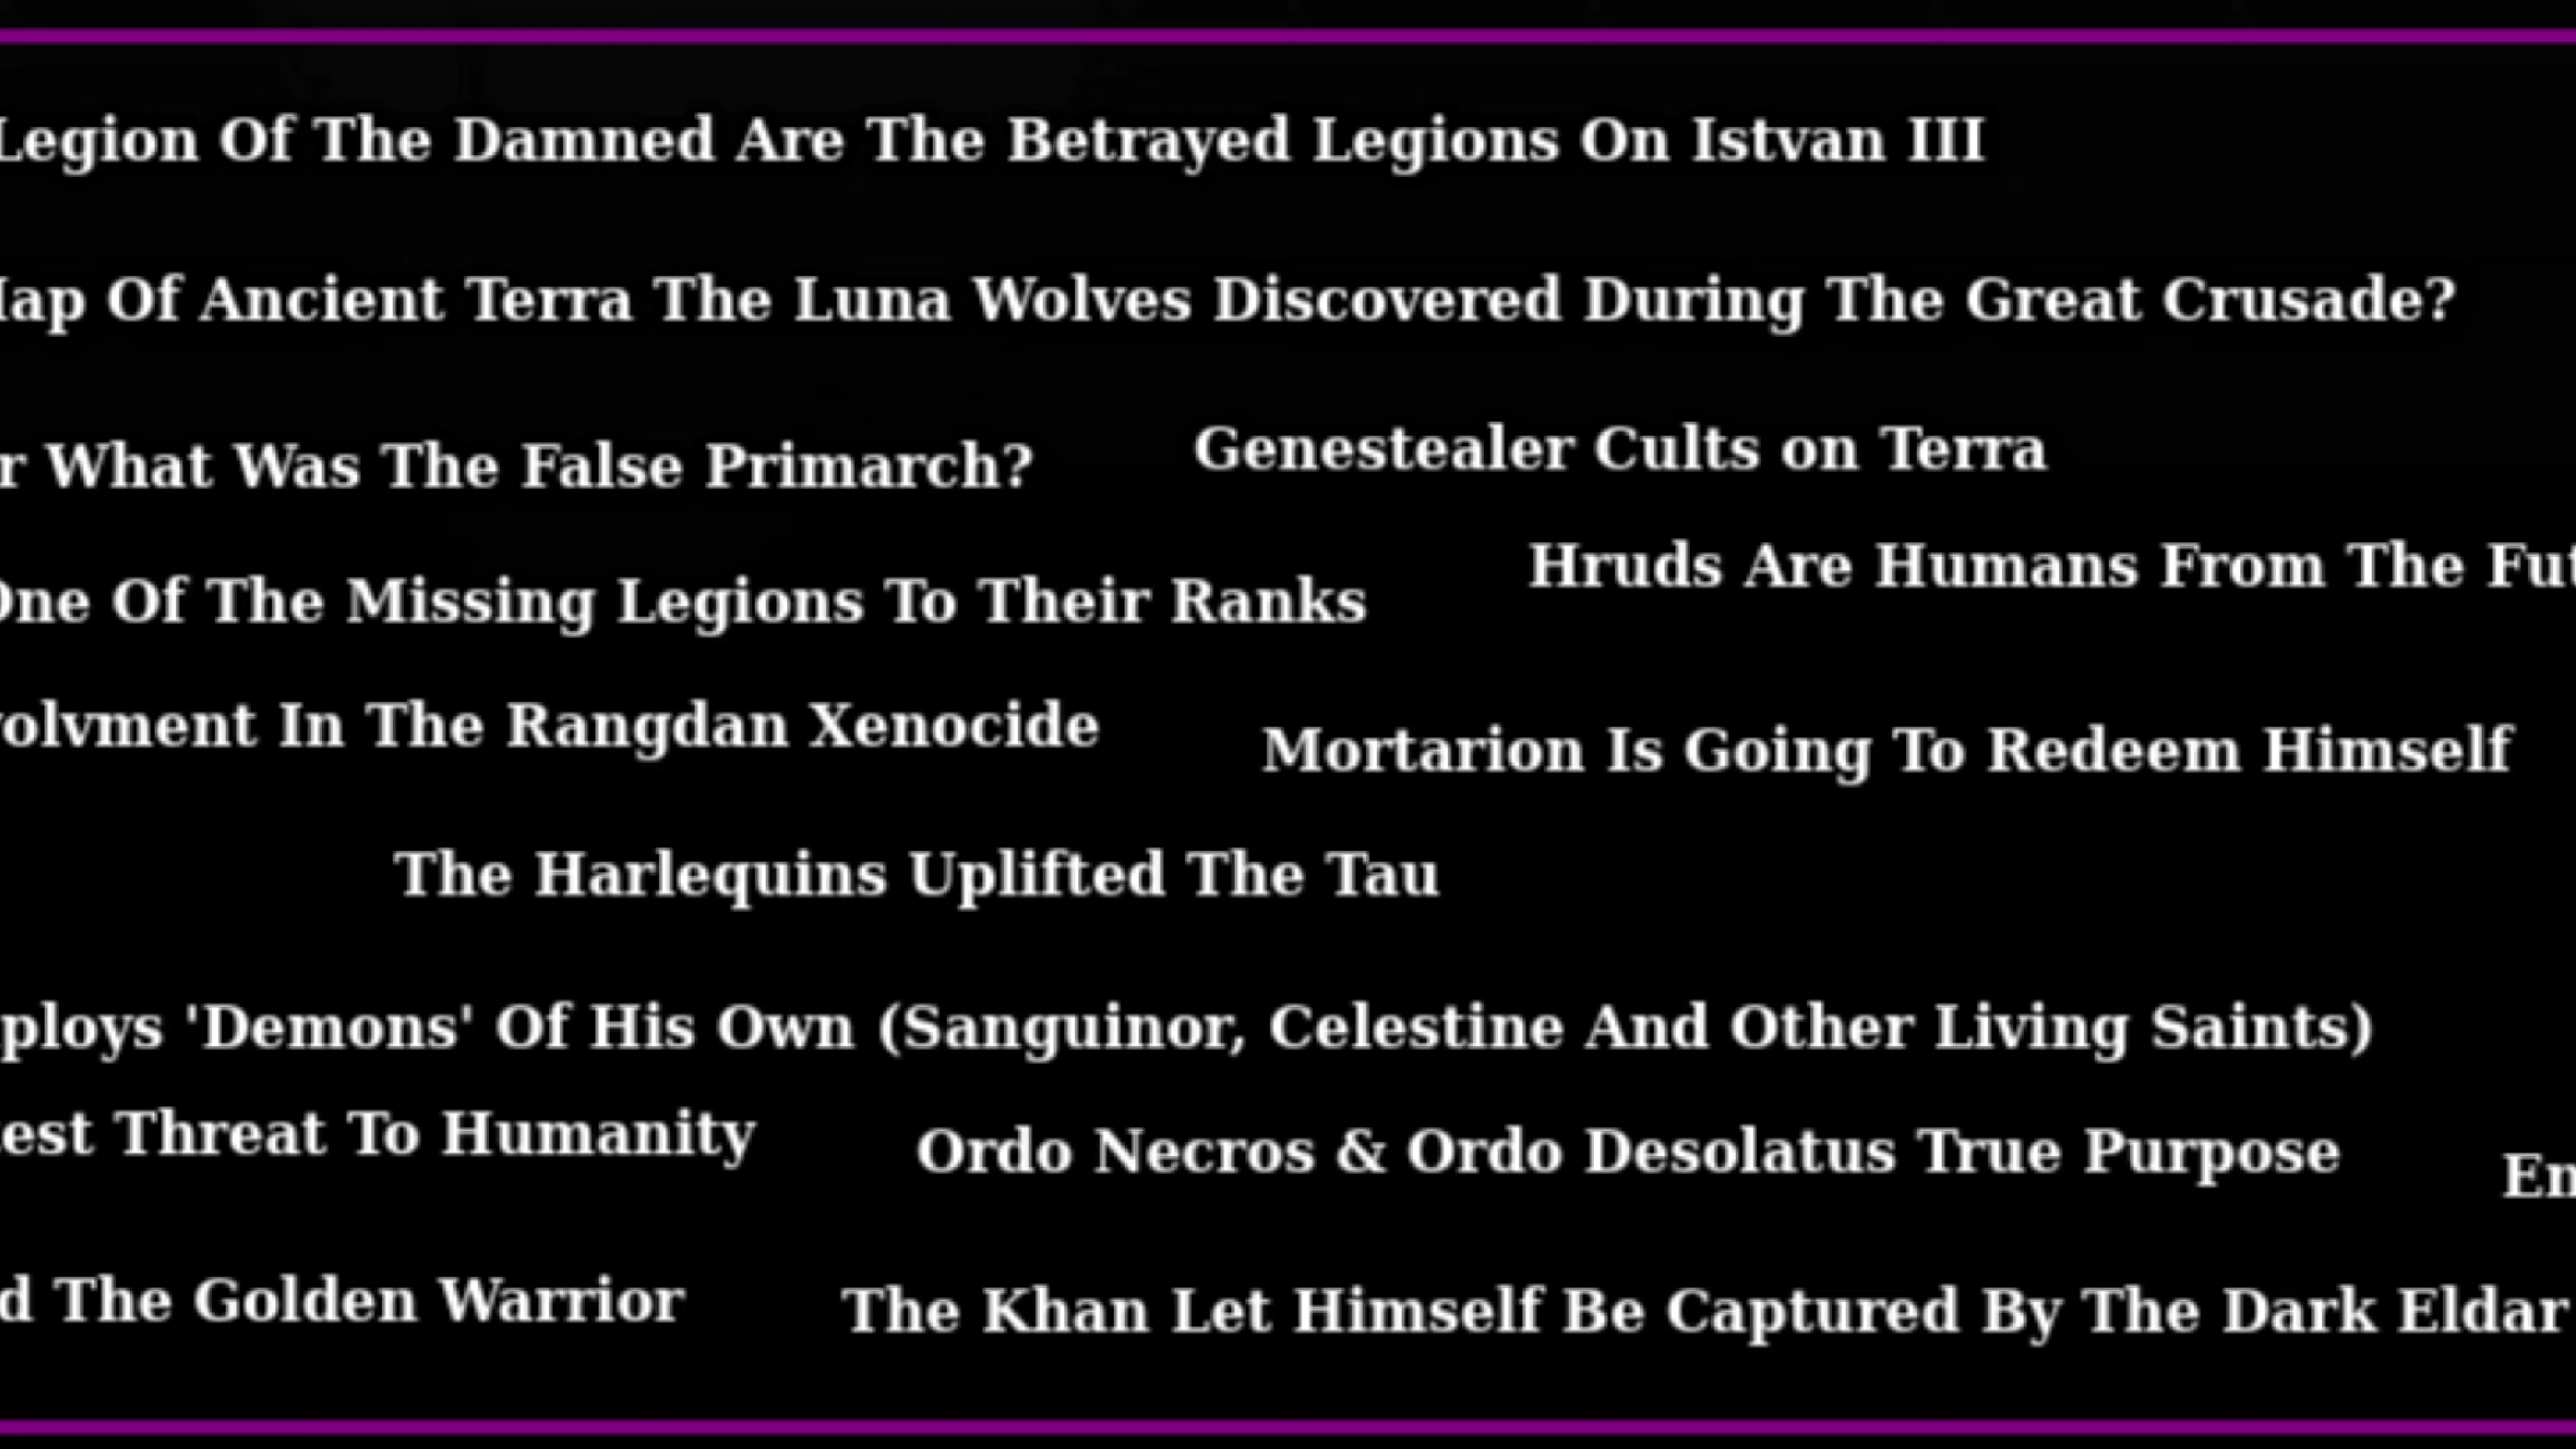 Legion Of The Damned Are The Betrayed Legions On Istvan III
Of Ancient Terra The Luna Wolves Discovered During The Great Crusade?
What Was The False Primarch?
Genestealer Cults on Terra
One Of The Missing Legions To Their Ranks
Hruds Are Humans From The
In The Rangdan Xenocide
Mortarion Is Going To Redeem Himself
The Harlequins Uplifted The Tau
'Demons' Of His Own (Sanguinor, Celestine And Other Living Saints)
Threat To Humanity
Ordo Necros & Ordo Desolatus True Purpose
The Golden Warrior
The Khan Let Himself Be Captured By The Dark Eldar